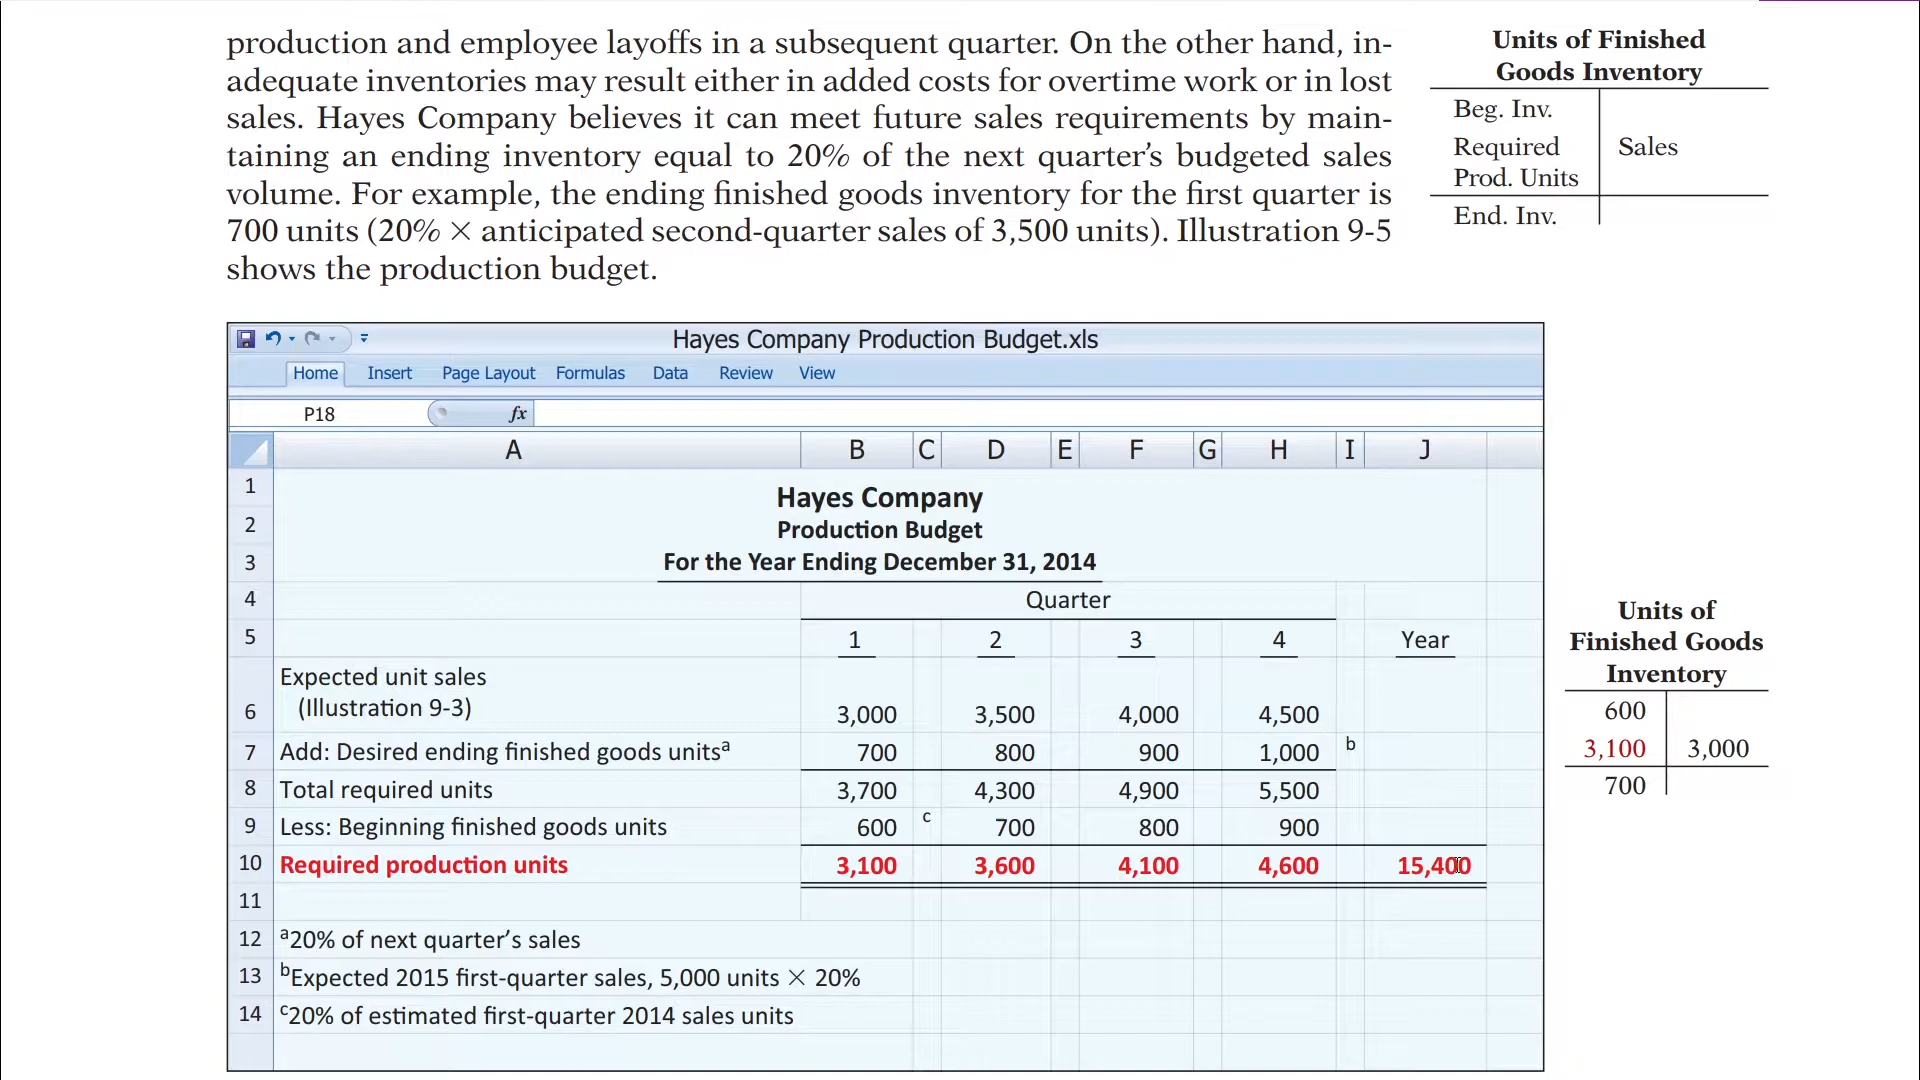 production and employee layoffs in a subsequent quarter. On the other hand, in-
adequate inventories may result either in added costs for overtime work or in lost
sales. Hayes Company believes it can meet future sales requirements by main-
taining an ending inventory equal to 20% of the next quarter's budgeted sales
volume. For example, the ending finished goods inventory for the first quarter is
700 units (20% × anticipated second-quarter sales of 3,500 units). Illustration 9-5
shows the production budget.
Units of Finished
Goods Inventory
Beg. Inv.
Required Sales
Prod. Units
End. Inv.
Hayes Company Production Budget.xls
Home Insert Page Layout Formulas Data Review View
P18 fx
A B C D E F G H I J
1 Hayes Company
2 Production Budget
3 For the Year Ending December 31, 2014
4 Quarter
5 1 2 3 4 Year
Expected unit sales
6 (Illustration 9-3) 3,000 3,500 4,000 4,500
7 Add: Desired ending finished goods unitsᵃ 700 800 900 1,000 b
8 Total required units 3,700 4,300 4,900 5,500
9 Less: Beginning finished goods units 600 c 700 800 900
10 Required production units 3,100 3,600 4,100 4,600 15,400
11
12 ᵃ20% of next quarter's sales
13 ᵇExpected 2015 first-quarter sales, 5,000 units × 20%
14 ᶜ20% of estimated first-quarter 2014 sales units
Units of
Finished Goods
Inventory
600
3,100 3,000
700